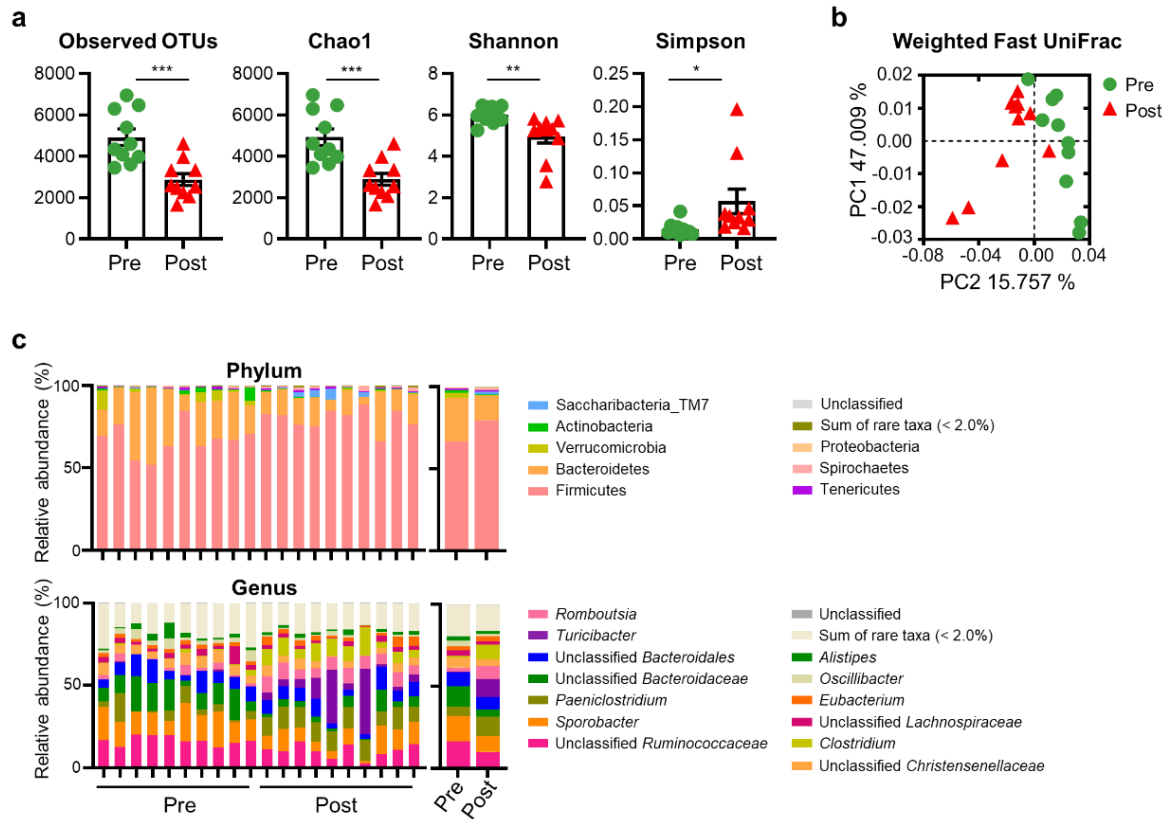 a
Observed OTUs
Chao1
Shannon
Simpson
***
***
**
*
8000
6000
4000
2000
0
Pre
Post
8000
6000
4000
2000
0
Pre
Post
8
6
4
2
0
Pre
Post
0.25
0.20
0.15
0.10
0.05
0.00
Pre
Post
b
Weighted Fast UniFrac
Pre
Post
PC1 47.009 %
0.02
0.01
0.00
-0.01
-0.02
-0.03
-0.08
-0.04
0.00
0.04
PC2 15.757 %
c
Phylum
Relative abundance (%)
100
50
0
Saccharibacteria_TM7
Actinobacteria
Verrucomicrobia
Bacteroidetes
Firmicutes
Unclassified
Sum of rare taxa (< 2.0%)
Proteobacteria
Spirochaetes
Tenericutes
Genus
Relative abundance (%)
100
50
0
Pre
Post
Pre
Post
Romboutsia
Turicibacter
Unclassified Bacteroidales
Unclassified Bacteroidaceae
Paeniclostridium
Sporobacter
Unclassified Ruminococcaceae
Unclassified
Sum of rare taxa (< 2.0%)
Alistipes
Oscillibacter
Eubacterium
Unclassified Lachnospiraceae
Clostridium
Unclassified Christensenellaceae